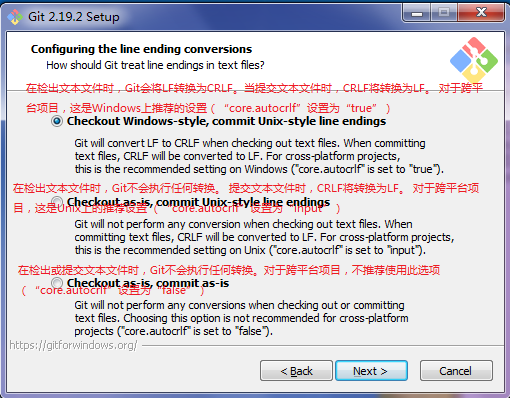 Git 2.19.2 Setup
Configuring the line ending conversions
How should Git treat line endings in text files?
在检出文本文件时，Git会将LF转换为CRLF。当提交文本文件时，CRLF将转换为LF。 对于跨平
台项目，这是Windows上推荐的设置（ “core.autocrlf”设置为“true” ）
Checkout Windows-style, commit Unix-style line endings
Git will convert LF to CRLF when checking out text files. When committing
text files, CRLF will be converted to LF. For cross-platform projects,
this is the recommended setting on Windows ("core.autocrlf" is set to "true").
在检出文本文件时，Git不会执行任何转换。 提交文本文件时，CRLF将转换为LF。 对于跨平台项
目，这是Unix上的推荐设置（ “core.autocrlf” 设置为 “input” ）
Checkout as-is, commit Unix-style line endings
Git will not perform any conversion when checking out text files. When
committing text files, CRLF will be converted to LF. For cross-platform projects,
this is the recommended setting on Unix ("core.autocrlf" is set to "input").
在检出或提交文本文件时，Git不会执行任何转换。对于跨平台项目，不推荐使用此选项
（ “core.autocrlf” 设置为“false” ）
Checkout as-is, commit as-is
Git will not perform any conversions when checking out or committing
text files. Choosing this option is not recommended for cross-platform
projects ("core.autocrlf" is set to "false").
https://gitforwindows.org/
< Back
Next >
Cancel